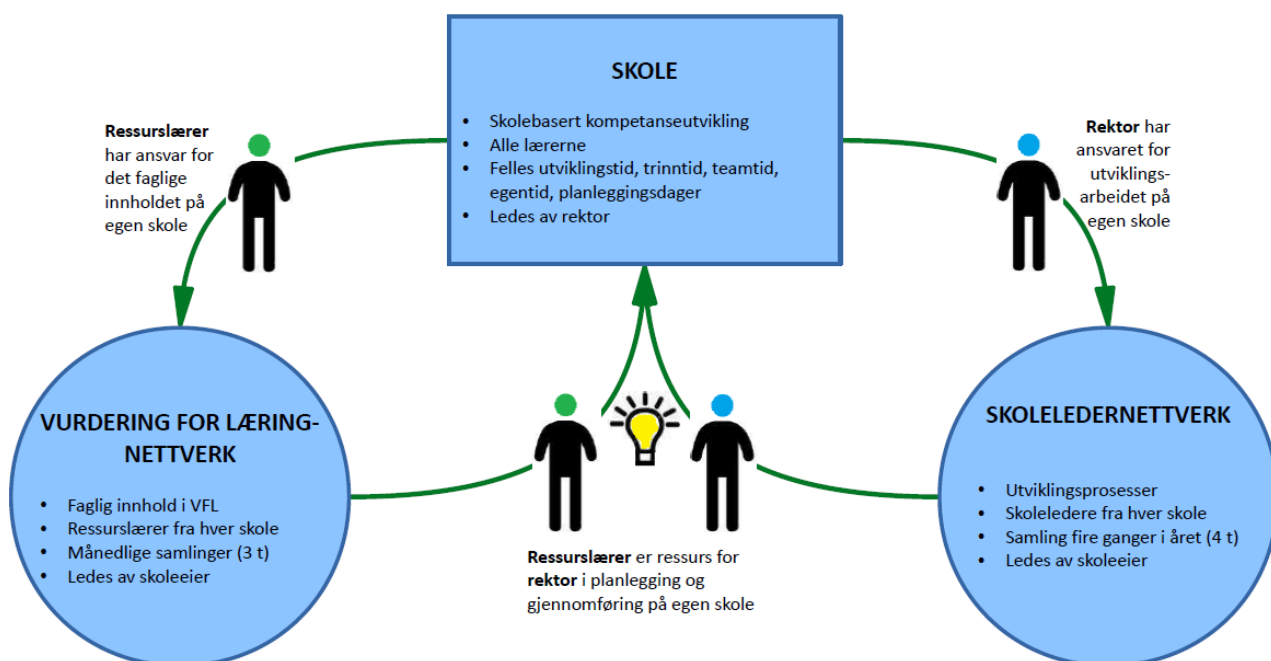 SKOLE
• Skolebasert kompetanseutvikling
• Alle lærerne
• Felles utviklingstid, trinntid, teamtid,
egentid, planleggingsdager
• Ledes av rektor
Ressurslærer
har ansvar for
det faglige
innholdet på
egen skole
Rektor har
ansvaret for
utviklings-
arbeidet på
egen skole
VURDERING FOR LÆRING-
NETTVERK
• Faglig innhold i VFL
• Ressurslærer fra hver skole
• Månedlige samlinger (3 t)
• Ledes av skoleeier
Ressurslærer er ressurs for
rektor i planlegging og
gjennomføring på egen skole
SKOLELEDERNETTVERK
• Utviklingsprosesser
• Skoleledere fra hver skole
• Samling fire ganger i året (4 t)
• Ledes av skoleeier